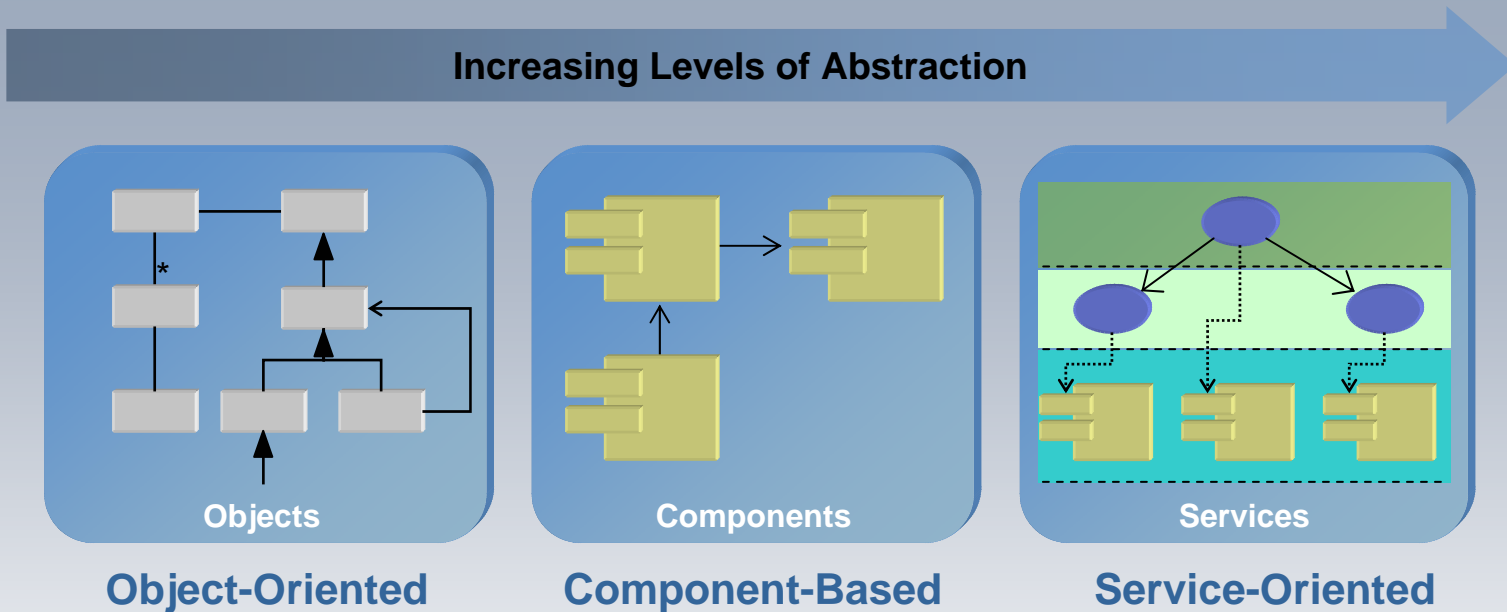 Increasing Levels of Abstraction
*
Objects
Components
Services
Object-Oriented
Component-Based
Service-Oriented